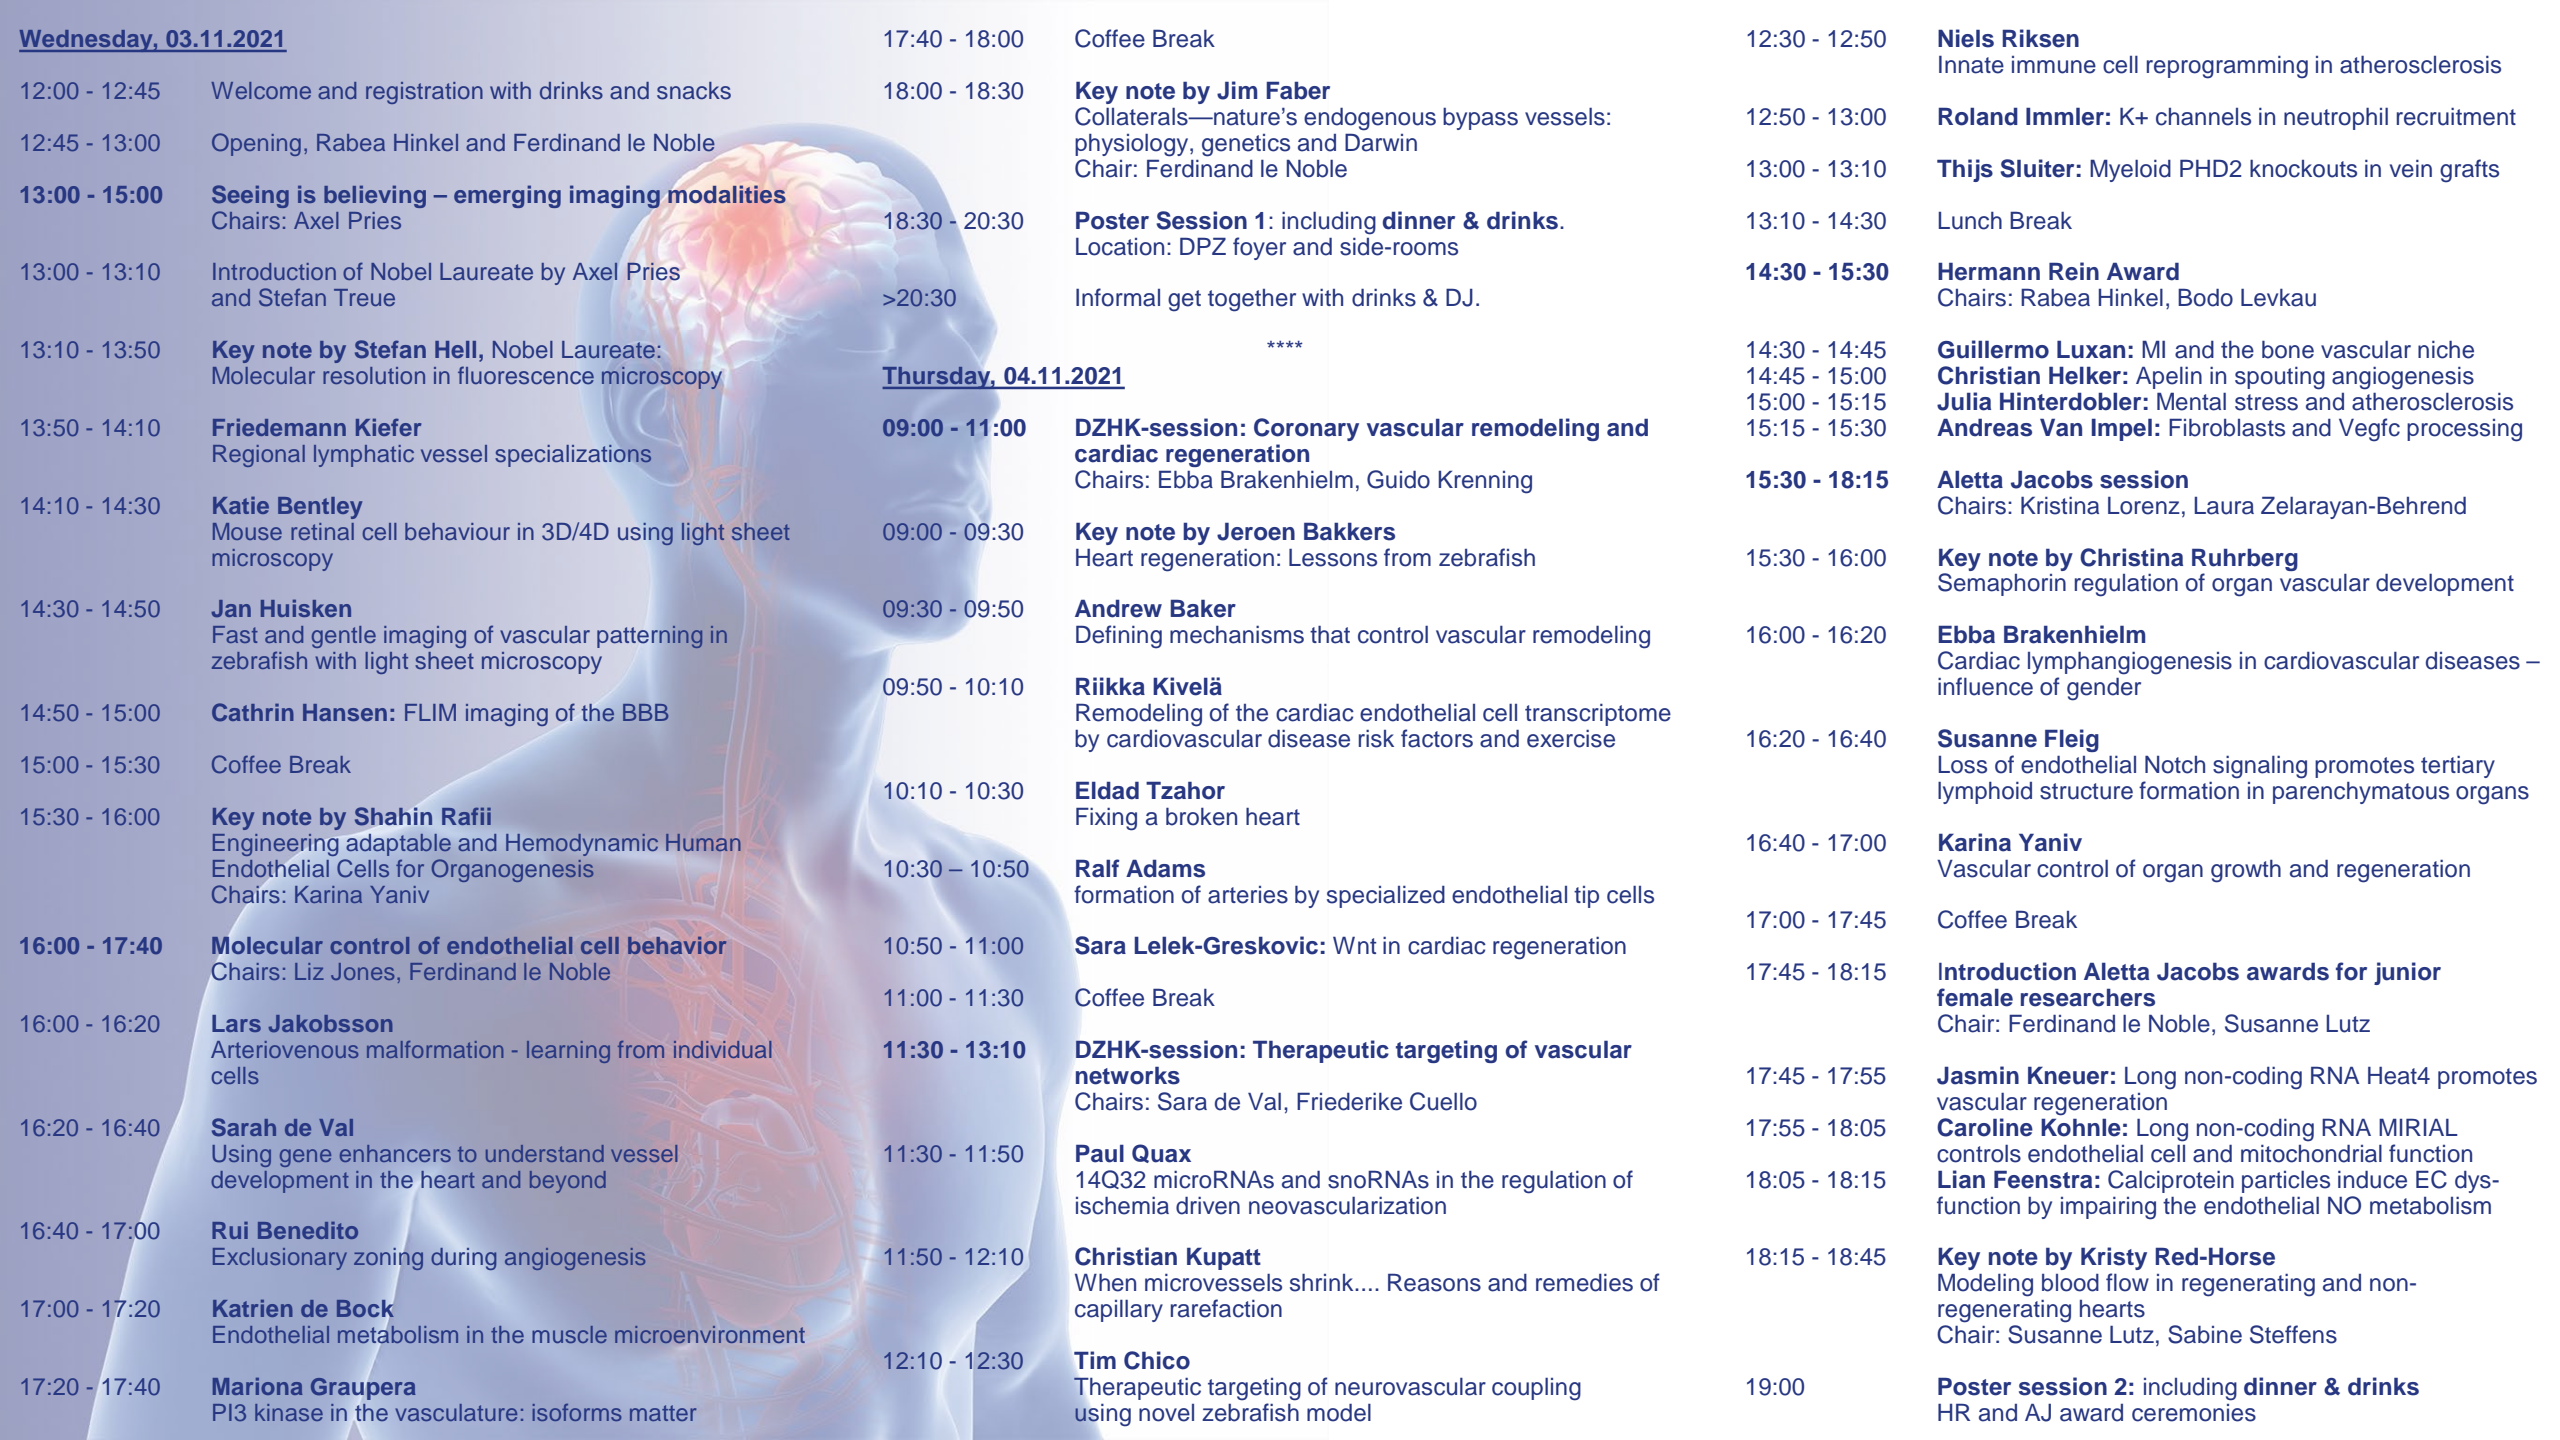 Wednesday, 03.11.2021
12:00 - 12:45 Welcome and registration with drinks and snacks
12:45 - 13:00 Opening, Rabea Hinkel and Ferdinand le Noble
13:00 - 15:00 Seeing is believing – emerging imaging modalities
Chairs: Axel Pries
13:00 - 13:10 Introduction of Nobel Laureate by Axel Pries
and Stefan Treue
13:10 - 13:50 Key note by Stefan Hell, Nobel Laureate:
Molecular resolution in fluorescence microscopy
13:50 - 14:10 Friedemann Kiefer
Regional lymphatic vessel specializations
14:10 - 14:30 Katie Bentley
Mouse retinal cell behaviour in 3D/4D using light sheet
microscopy
14:30 - 14:50 Jan Huisken
Fast and gentle imaging of vascular patterning in
zebrafish with light sheet microscopy
14:50 - 15:00 Cathrin Hansen: FLIM imaging of the BBB
15:00 - 15:30 Coffee Break
15:30 - 16:00 Key note by Shahin Rafii
Engineering adaptable and Hemodynamic Human
Endothelial Cells for Organogenesis
Chairs: Karina Yaniv
16:00 - 17:40 Molecular control of endothelial cell behavior
Chairs: Liz Jones, Ferdinand le Noble
16:00 - 16:20 Lars Jakobsson
Arteriovenous malformation - learning from individual
cells
16:20 - 16:40 Sarah de Val
Using gene enhancers to understand vessel
development in the heart and beyond
16:40 - 17:00 Rui Benedito
Exclusionary zoning during angiogenesis
17:00 - 17:20 Katrien de Bock
Endothelial metabolism in the muscle microenvironment
17:20 - 17:40 Mariona Graupera
PI3 kinase in the vasculature: isoforms matter
17:40 - 18:00 Coffee Break
18:00 - 18:30 Key note by Jim Faber
Collaterals—nature’s endogenous bypass vessels:
physiology, genetics and Darwin
Chair: Ferdinand le Noble
18:30 - 20:30 Poster Session 1: including dinner & drinks.
Location: DPZ foyer and side-rooms
>20:30 Informal get together with drinks & DJ.
****
Thursday, 04.11.2021
09:00 - 11:00 DZHK-session: Coronary vascular remodeling and
cardiac regeneration
Chairs: Ebba Brakenhielm, Guido Krenning
09:00 - 09:30 Key note by Jeroen Bakkers
Heart regeneration: Lessons from zebrafish
09:30 - 09:50 Andrew Baker
Defining mechanisms that control vascular remodeling
09:50 - 10:10 Riikka Kivelä
Remodeling of the cardiac endothelial cell transcriptome
by cardiovascular disease risk factors and exercise
10:10 - 10:30 Eldad Tzahor
Fixing a broken heart
10:30 – 10:50 Ralf Adams
formation of arteries by specialized endothelial tip cells
10:50 - 11:00 Sara Lelek-Greskovic: Wnt in cardiac regeneration
11:00 - 11:30 Coffee Break
11:30 - 13:10 DZHK-session: Therapeutic targeting of vascular
networks
Chairs: Sara de Val, Friederike Cuello
11:30 - 11:50 Paul Quax
14Q32 microRNAs and snoRNAs in the regulation of
ischemia driven neovascularization
11:50 - 12:10 Christian Kupatt
When microvessels shrink.... Reasons and remedies of
capillary rarefaction
12:10 - 12:30 Tim Chico
Therapeutic targeting of neurovascular coupling
using novel zebrafish model
12:30 - 12:50 Niels Riksen
Innate immune cell reprogramming in atherosclerosis
12:50 - 13:00 Roland Immler: K+ channels in neutrophil recruitment
13:00 - 13:10 Thijs Sluiter: Myeloid PHD2 knockouts in vein grafts
13:10 - 14:30 Lunch Break
14:30 - 15:30 Hermann Rein Award
Chairs: Rabea Hinkel, Bodo Levkau
14:30 - 14:45 Guillermo Luxan: MI and the bone vascular niche
14:45 - 15:00 Christian Helker: Apelin in spouting angiogenesis
15:00 - 15:15 Julia Hinterdobler: Mental stress and atherosclerosis
15:15 - 15:30 Andreas Van Impel: Fibroblasts and Vegfc processing
15:30 - 18:15 Aletta Jacobs session
Chairs: Kristina Lorenz, Laura Zelarayan-Behrend
15:30 - 16:00 Key note by Christina Ruhrberg
Semaphorin regulation of organ vascular development
16:00 - 16:20 Ebba Brakenhielm
Cardiac lymphangiogenesis in cardiovascular diseases –
influence of gender
16:20 - 16:40 Susanne Fleig
Loss of endothelial Notch signaling promotes tertiary
lymphoid structure formation in parenchymatous organs
16:40 - 17:00 Karina Yaniv
Vascular control of organ growth and regeneration
17:00 - 17:45 Coffee Break
17:45 - 18:15 Introduction Aletta Jacobs awards for junior
female researchers
Chair: Ferdinand le Noble, Susanne Lutz
17:45 - 17:55 Jasmin Kneuer: Long non-coding RNA Heat4 promotes
vascular regeneration
17:55 - 18:05 Caroline Kohnle: Long non-coding RNA MIRIAL
controls endothelial cell and mitochondrial function
18:05 - 18:15 Lian Feenstra: Calciprotein particles induce EC dys-
function by impairing the endothelial NO metabolism
18:15 - 18:45 Key note by Kristy Red-Horse
Modeling blood flow in regenerating and non-
regenerating hearts
Chair: Susanne Lutz, Sabine Steffens
19:00 Poster session 2: including dinner & drinks
HR and AJ award ceremonies